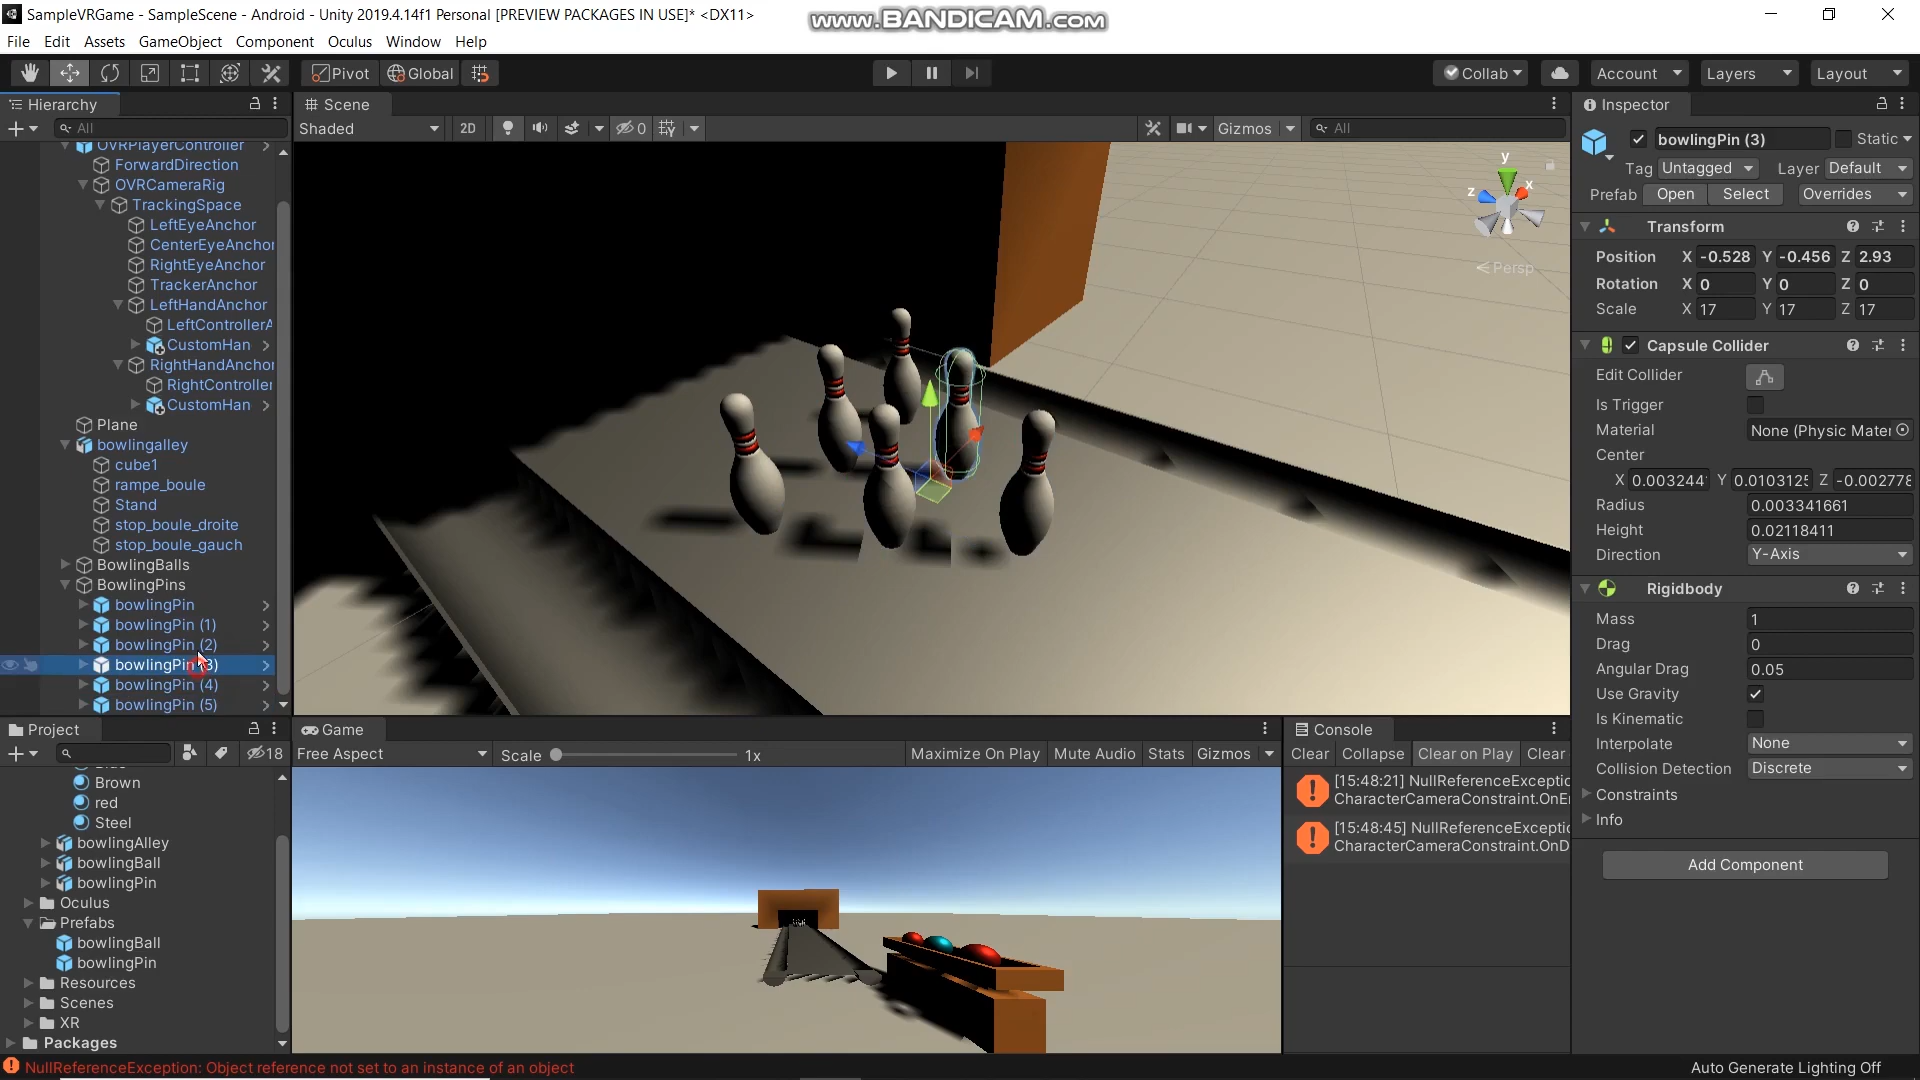 SampleVRGame - SampleScene - Android - Unity 2019.4.14f1 Personal [PREVIEW PACKAGES IN USE]* <DX11>
www.BANDICAM.com
File Edit Assets GameObject Component Oculus Window Help
Pivot Global Collab Account Layers Layout
Hierarchy
All
OVRPlayerController
ForwardDirection
OVRCameraRig
TrackingSpace
LeftEyeAnchor
CenterEyeAnchor
RightEyeAnchor
TrackerAnchor
LeftHandAnchor
LeftControllerA
CustomHan
RightHandAnchor
RightController
CustomHan
Plane
bowlingalley
cube1
rampe_boule
Stand
stop_boule_droite
stop_boule_gauch
BowlingBalls
BowlingPins
bowlingPin
bowlingPin (1)
bowlingPin (2)
bowlingPin (3)
bowlingPin (4)
bowlingPin (5)
Scene
Shaded 2D 0 Gizmos All
y
x
z
Persp
Inspector
bowlingPin (3) Static
Tag Untagged Layer Default
Prefab Open Select Overrides
Transform
Position X -0.528 Y -0.456 Z 2.93
Rotation X 0 Y 0 Z 0
Scale X 17 Y 17 Z 17
Capsule Collider
Edit Collider
Is Trigger
Material None (Physic Mater
Center
X 0.003244 Y 0.010312 Z -0.002778
Radius 0.003341661
Height 0.02118411
Direction Y-Axis
Rigidbody
Mass 1
Drag 0
Angular Drag 0.05
Use Gravity
Is Kinematic
Interpolate None
Collision Detection Discrete
Constraints
Info
Add Component
Project
18
Brown
red
Steel
bowlingAlley
bowlingBall
bowlingPin
Oculus
Prefabs
bowlingBall
bowlingPin
Resources
Scenes
XR
Packages
Game
Free Aspect Scale 1x Maximize On Play Mute Audio Stats Gizmos
Console
Clear Collapse Clear on Play Clear
[15:48:21] NullReferenceExceptic
CharacterCameraConstraint.OnE
[15:48:45] NullReferenceExceptic
CharacterCameraConstraint.OnD
NullReferenceException: Object reference not set to an instance of an object
Auto Generate Lighting Off